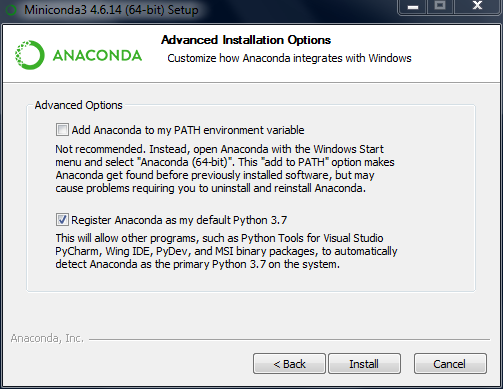 Miniconda3 4.6.14 (64-bit) Setup
ANACONDA
Advanced Installation Options
Customize how Anaconda integrates with Windows
Advanced Options
Add Anaconda to my PATH environment variable
Not recommended. Instead, open Anaconda with the Windows Start
menu and select "Anaconda (64-bit)". This "add to PATH" option makes
Anaconda get found before previously installed software, but may
cause problems requiring you to uninstall and reinstall Anaconda.
Register Anaconda as my default Python 3.7
This will allow other programs, such as Python Tools for Visual Studio
PyCharm, Wing IDE, PyDev, and MSI binary packages, to automatically
detect Anaconda as the primary Python 3.7 on the system.
Anaconda, Inc.
< Back
Install
Cancel